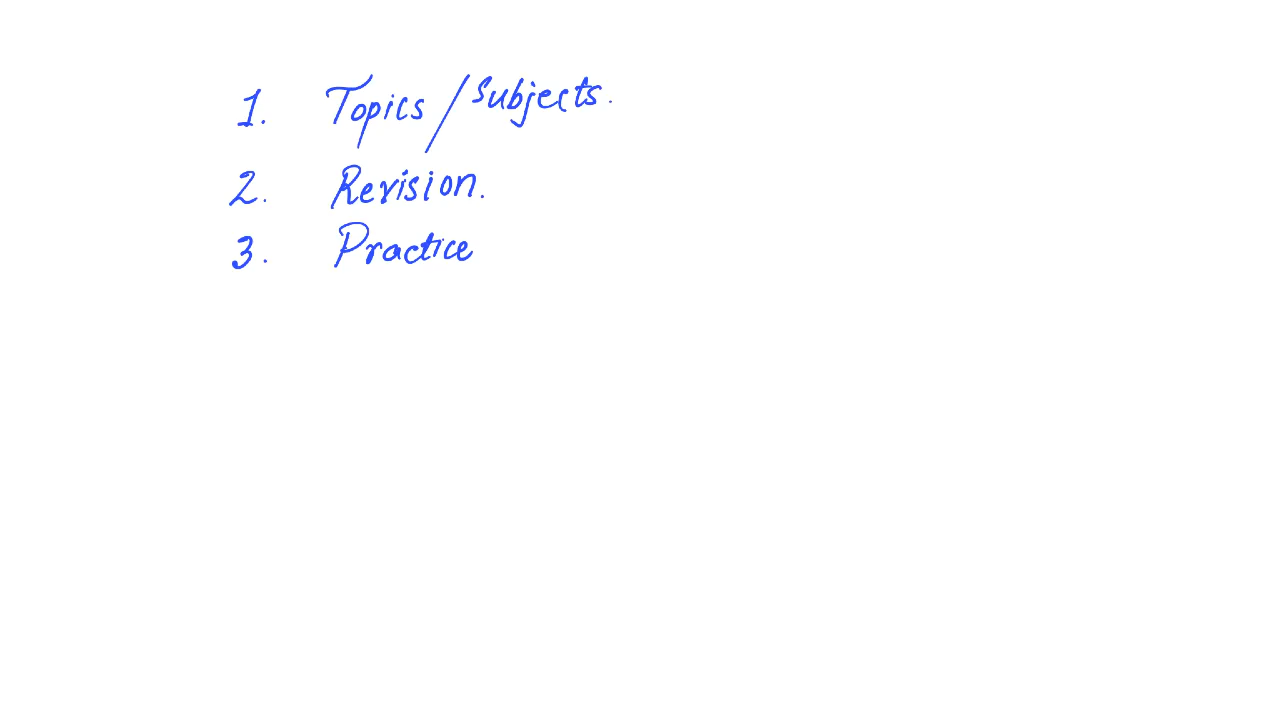 1. Topics / Subjects.
2. Revision.
3. Practice